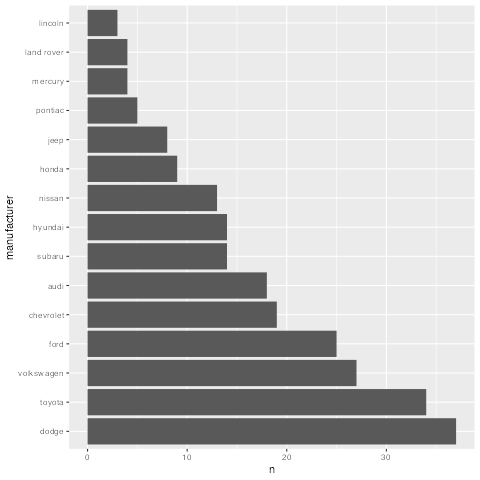 lincoln
land rover
mercury
pontiac
jeep
honda
nissan
hyundai
subaru
audi
chevrolet
ford
volkswagen
toyota
dodge
manufacturer
0 10 20 30
n